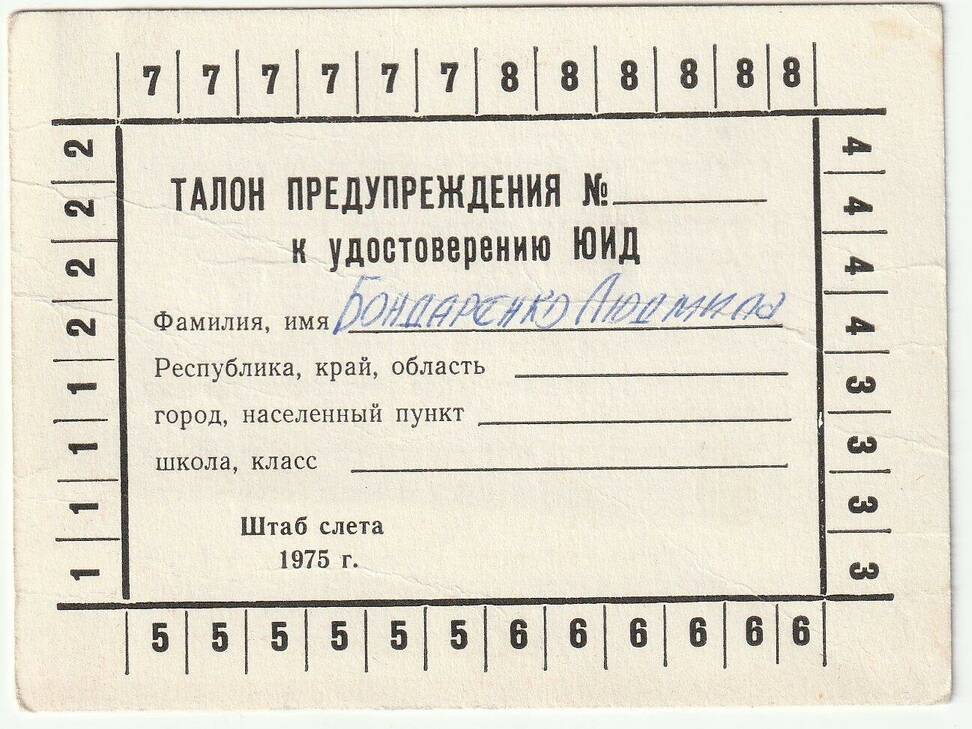 7 7 7 7 7 7 8 8 8 8 8 8
2 2 2 2 1 1 1 1
ТАЛОН ПРЕДУПРЕЖДЕНИЯ №
к удостоверению ЮИД
Фамилия, имя Бондаренко Людмила
Республика, край, область
город, населенный пункт
школа, класс
Штаб слета
1975 г.
4 4 4 4 3 3 3 3
5 5 5 5 5 5 6 6 6 6 6 6